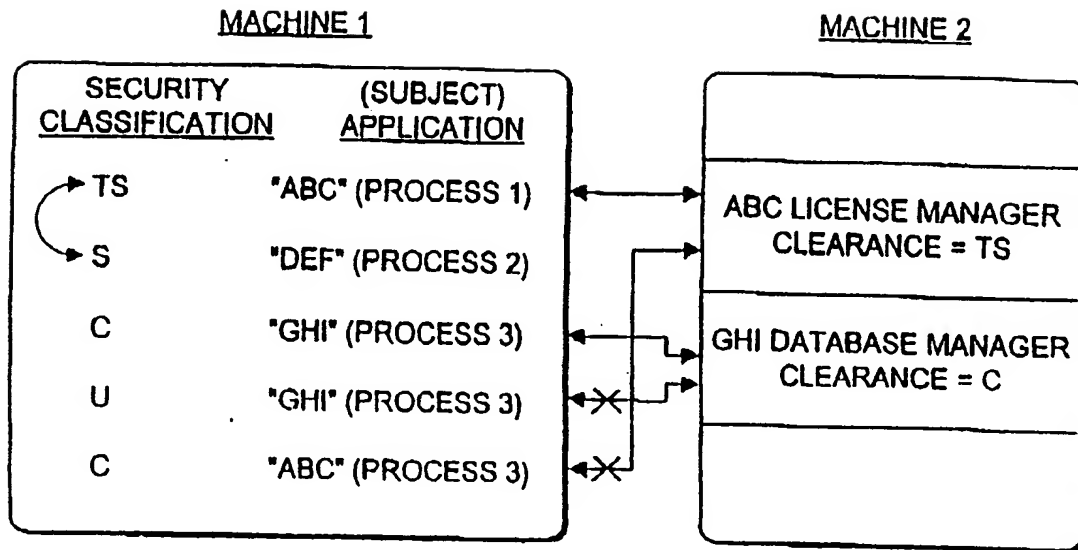 MACHINE 1
MACHINE 2
SECURITY CLASSIFICATION
(SUBJECT) APPLICATION
TS "ABC" (PROCESS 1)
S "DEF" (PROCESS 2)
C "GHI" (PROCESS 3)
U "GHI" (PROCESS 3)
C "ABC" (PROCESS 3)
ABC LICENSE MANAGER
CLEARANCE = TS
GHI DATABASE MANAGER
CLEARANCE = C